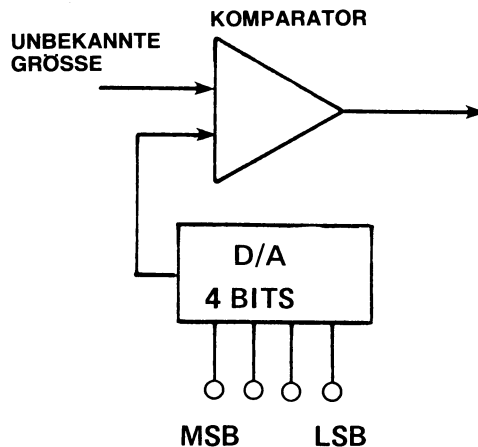 KOMPARATOR
UNBEKANNTE
GRÖSSE
D/A
4 BITS
MSB LSB